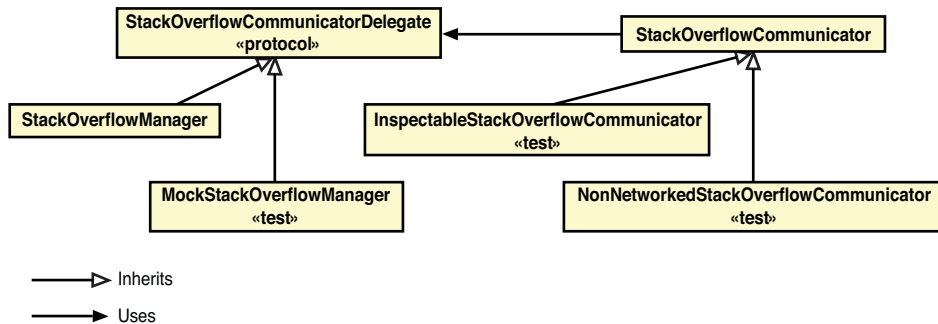 StackOverflowCommunicatorDelegate
«protocol»
StackOverflowCommunicator
StackOverflowManager
InspectableStackOverflowCommunicator
«test»
MockStackOverflowManager
«test»
NonNetworkedStackOverflowCommunicator
«test»
Inherits
Uses